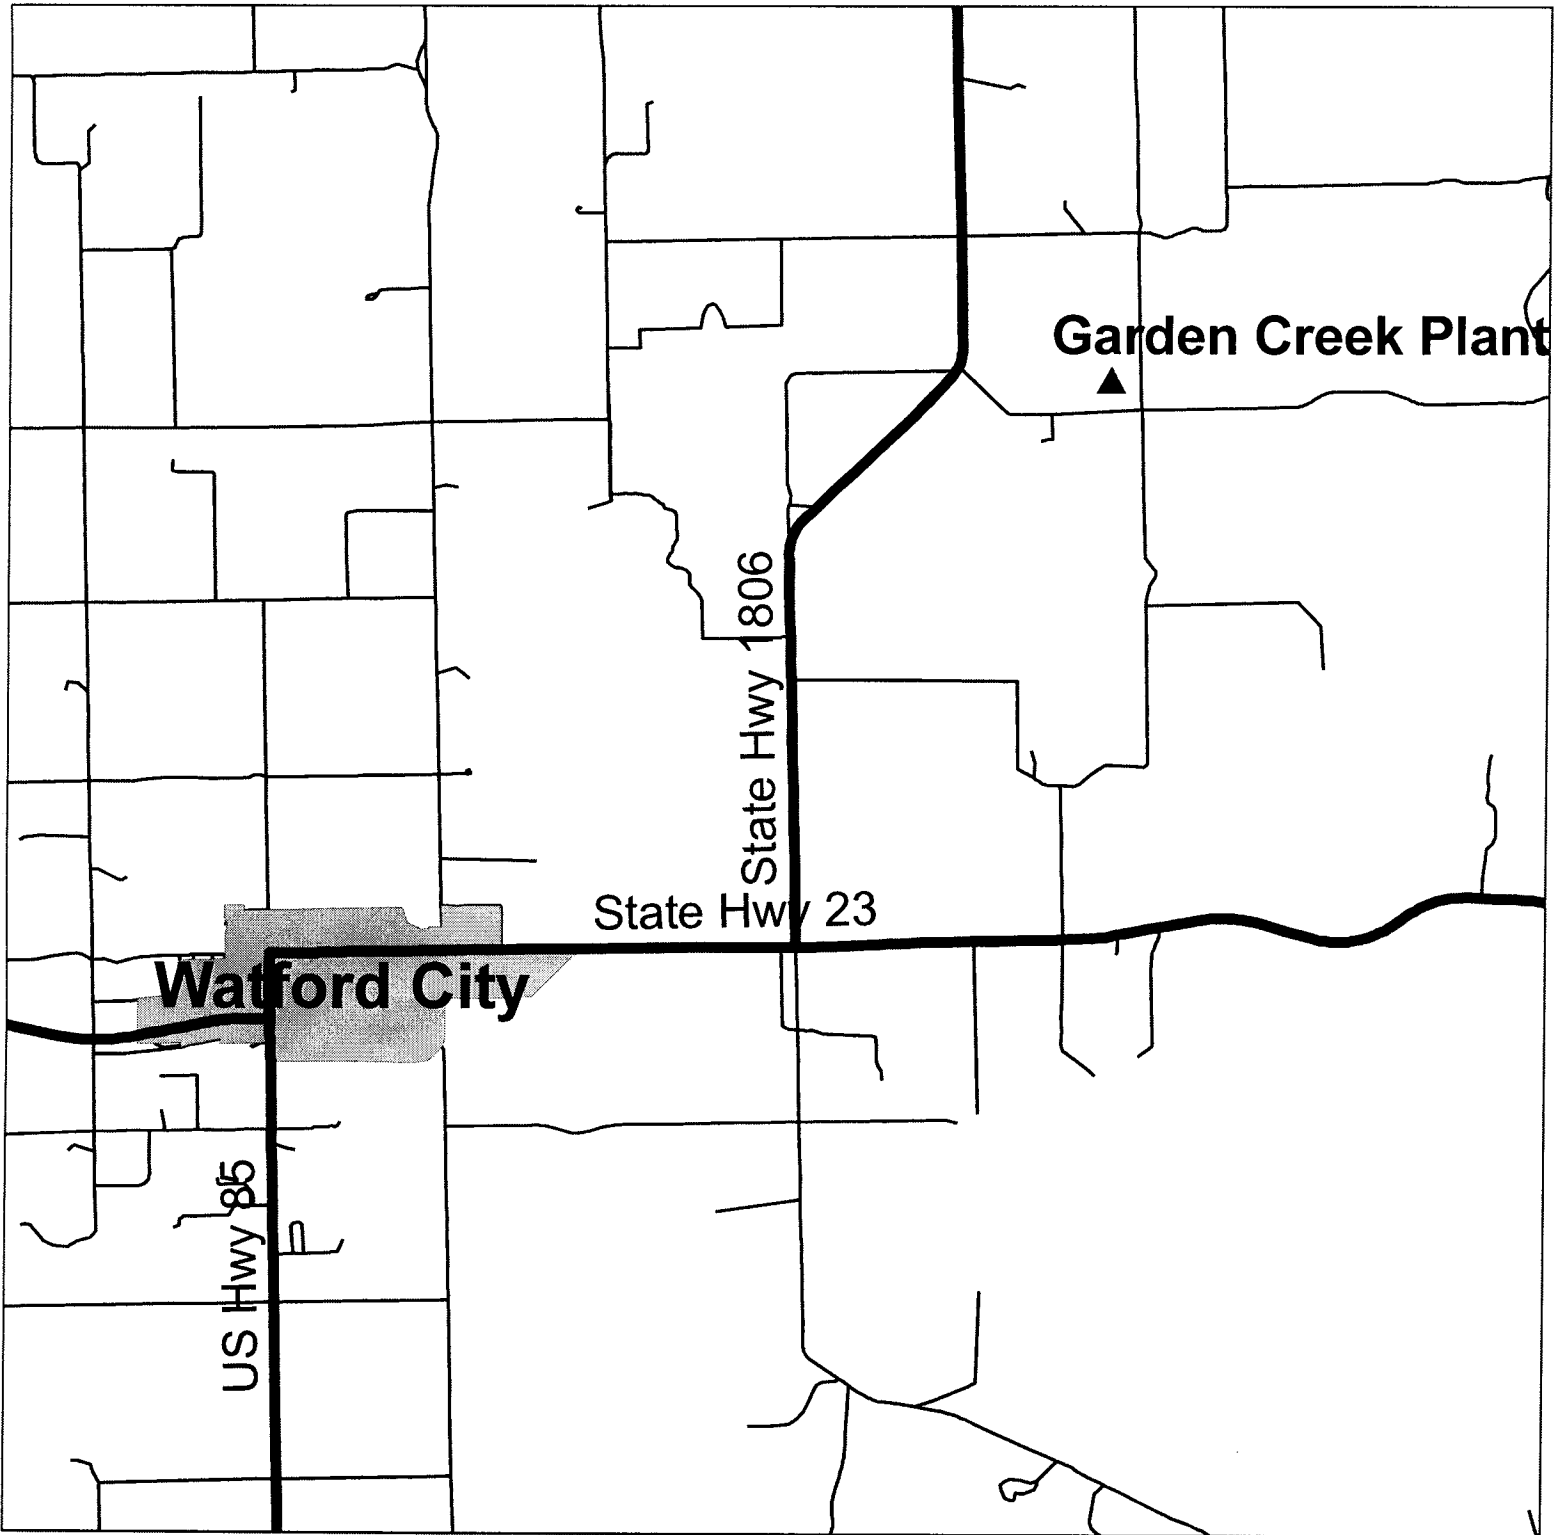 Garden Creek Plant
State Hwy 1806
State Hwy 23
Watford City
US Hwy 85